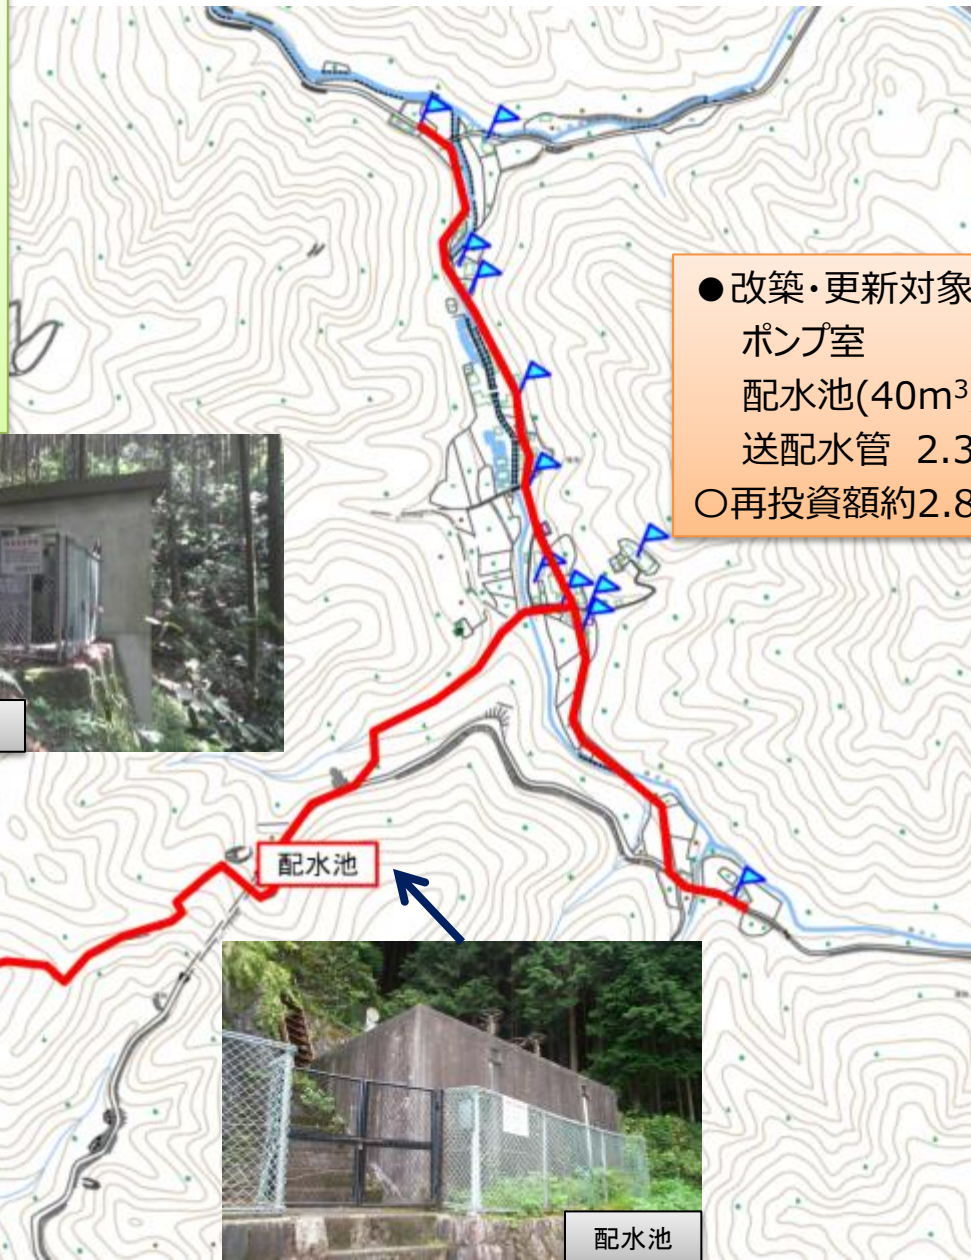 ●改築・更新対象
ポンプ室
配水池(40m³
送配水管 2.3
○再投資額約2.8
配水池
配水池